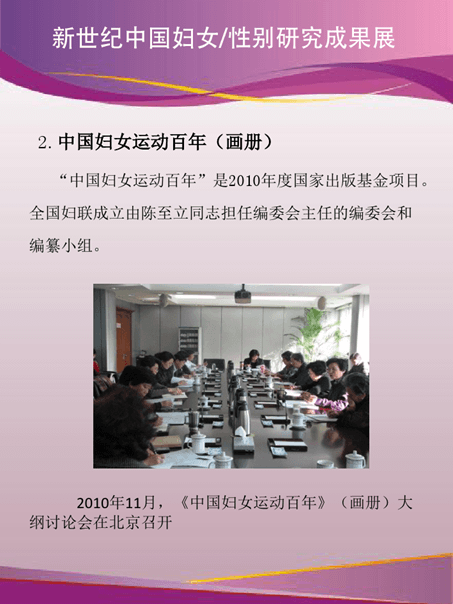 新世纪中国妇女/性别研究成果展
2.中国妇女运动百年（画册）
“中国妇女运动百年”是2010年度国家出版基金项目。
全国妇联成立由陈至立同志担任编委会主任的编委会和
编纂小组。
2010年11月，《中国妇女运动百年》（画册）大
纲讨论会在北京召开